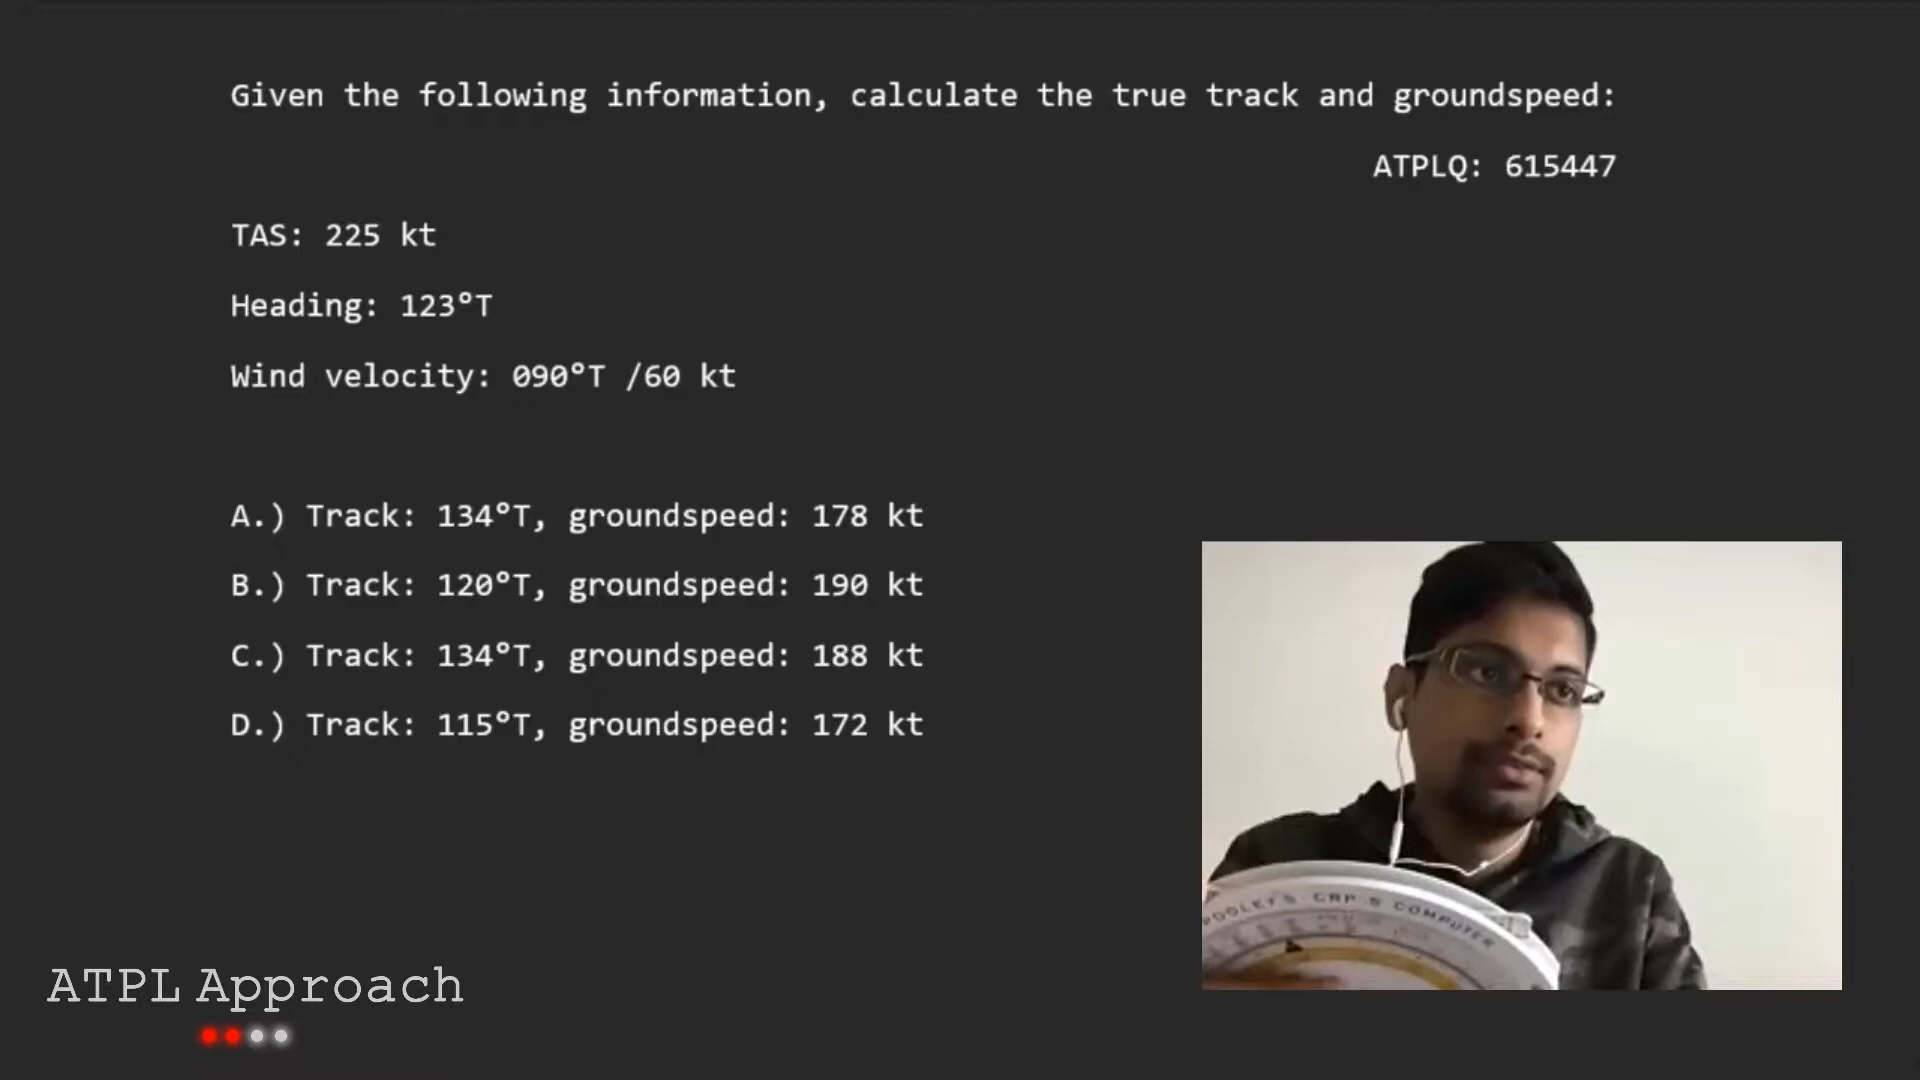 Given the following information, calculate the true track and groundspeed:
ATPLQ: 615447
TAS: 225 kt
Heading: 123°T
Wind velocity: 090°T /60 kt
A.) Track: 134°T, groundspeed: 178 kt
B.) Track: 120°T, groundspeed: 190 kt
C.) Track: 134°T, groundspeed: 188 kt
D.) Track: 115°T, groundspeed: 172 kt
POOLEY'S CRP 5 COMPUTER
ATPL Approach